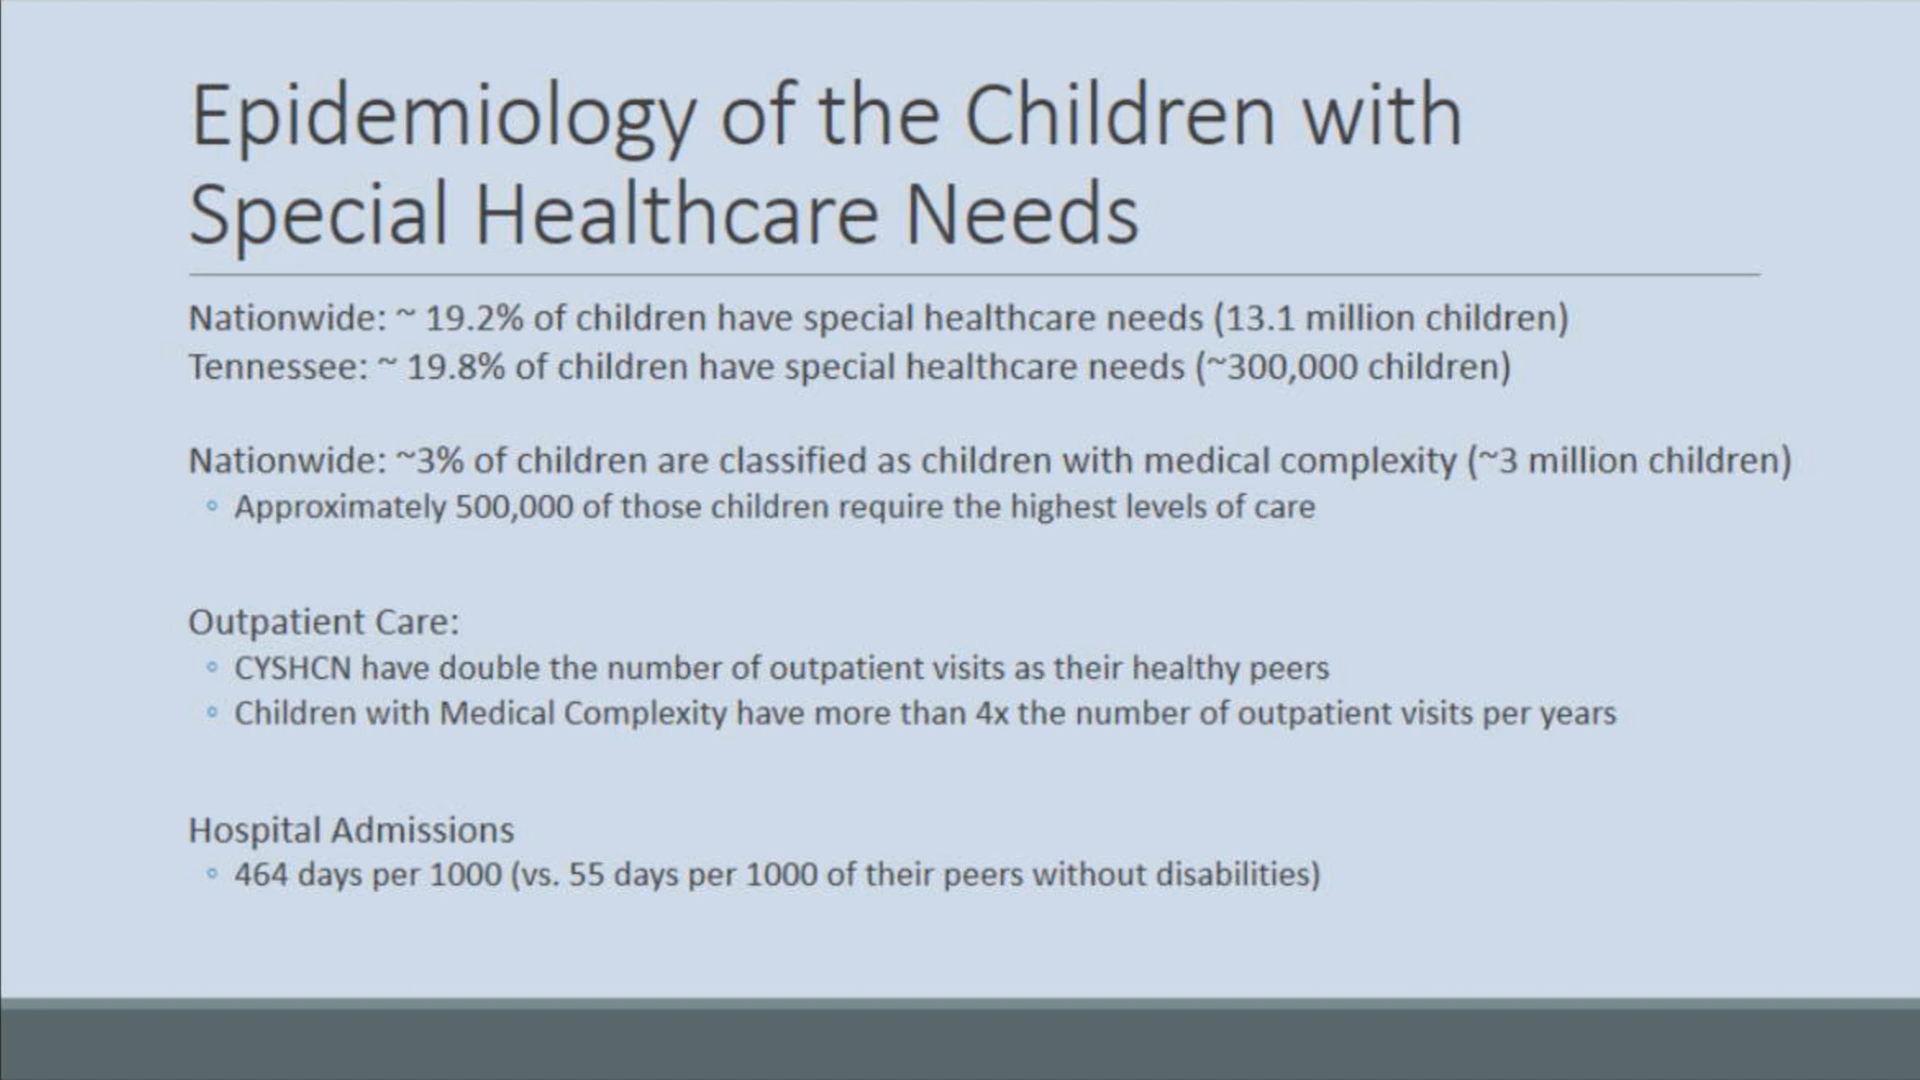 Epidemiology of the Children with
Special Healthcare Needs
Nationwide: ~ 19.2% of children have special healthcare needs (13.1 million children)
Tennessee: ~ 19.8% of children have special healthcare needs (~300,000 children)
Nationwide: ~3% of children are classified as children with medical complexity (~3 million children)
◦ Approximately 500,000 of those children require the highest levels of care
Outpatient Care:
◦ CYSHCN have double the number of outpatient visits as their healthy peers
◦ Children with Medical Complexity have more than 4x the number of outpatient visits per years
Hospital Admissions
◦ 464 days per 1000 (vs. 55 days per 1000 of their peers without disabilities)